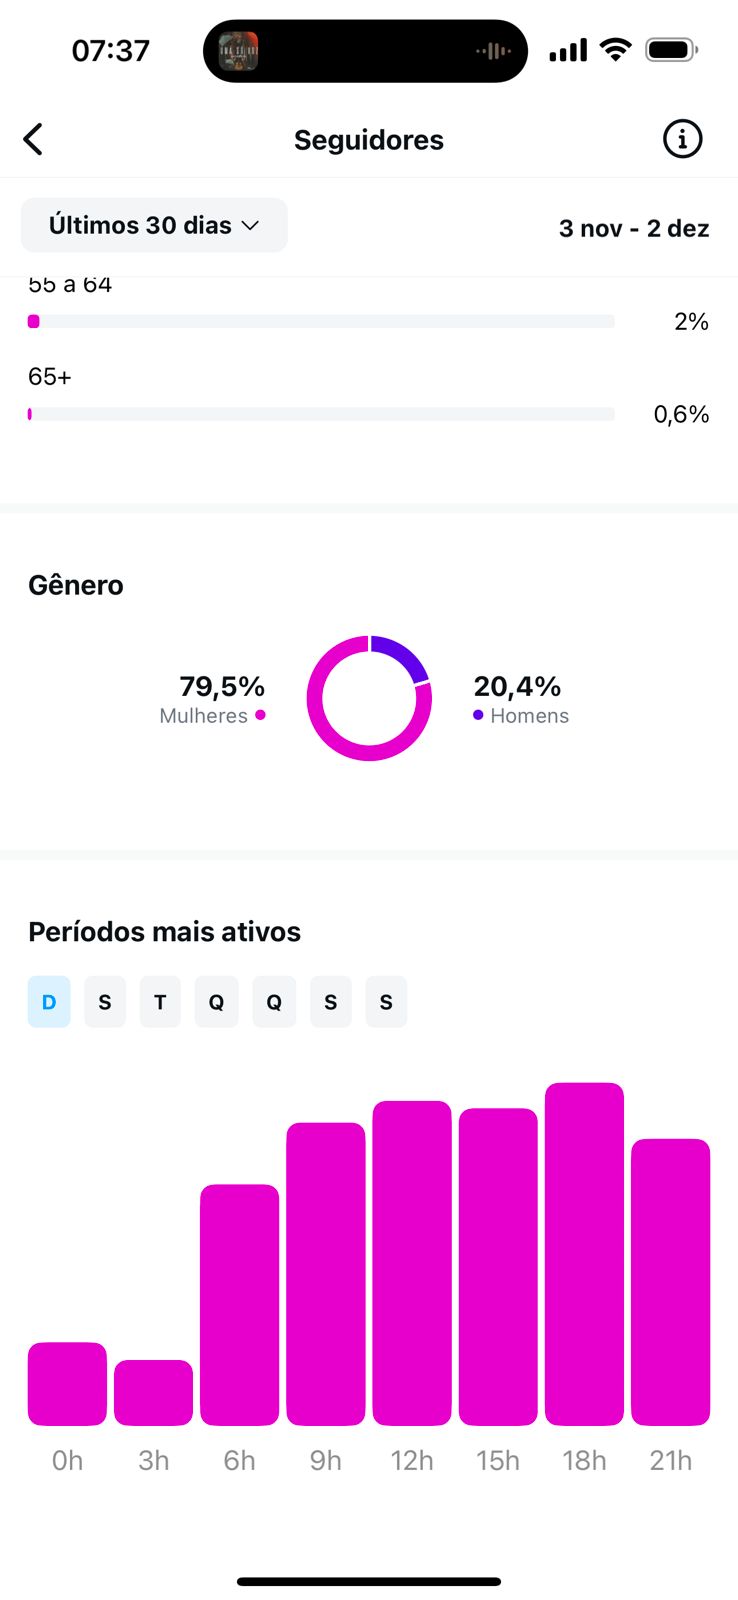 07:37
Seguidores
Últimos 30 dias
3 nov - 2 dez
55 a 64
2%
65+
0,6%
Gênero
79,5%
Mulheres
20,4%
Homens
Períodos mais ativos
D S T Q Q S S
0h 3h 6h 9h 12h 15h 18h 21h